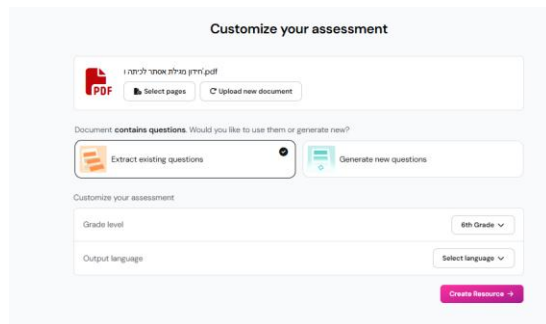 Customize your assessment
חידון מגילת אסתר לכיתה ו'.pdf
PDF
Select pages
Upload new document
Document contains questions. Would you like to use them or generate new?
Extract existing questions
Generate new questions
Customize your assessment
Grade level
6th Grade
Output language
Select language
Create Resource →